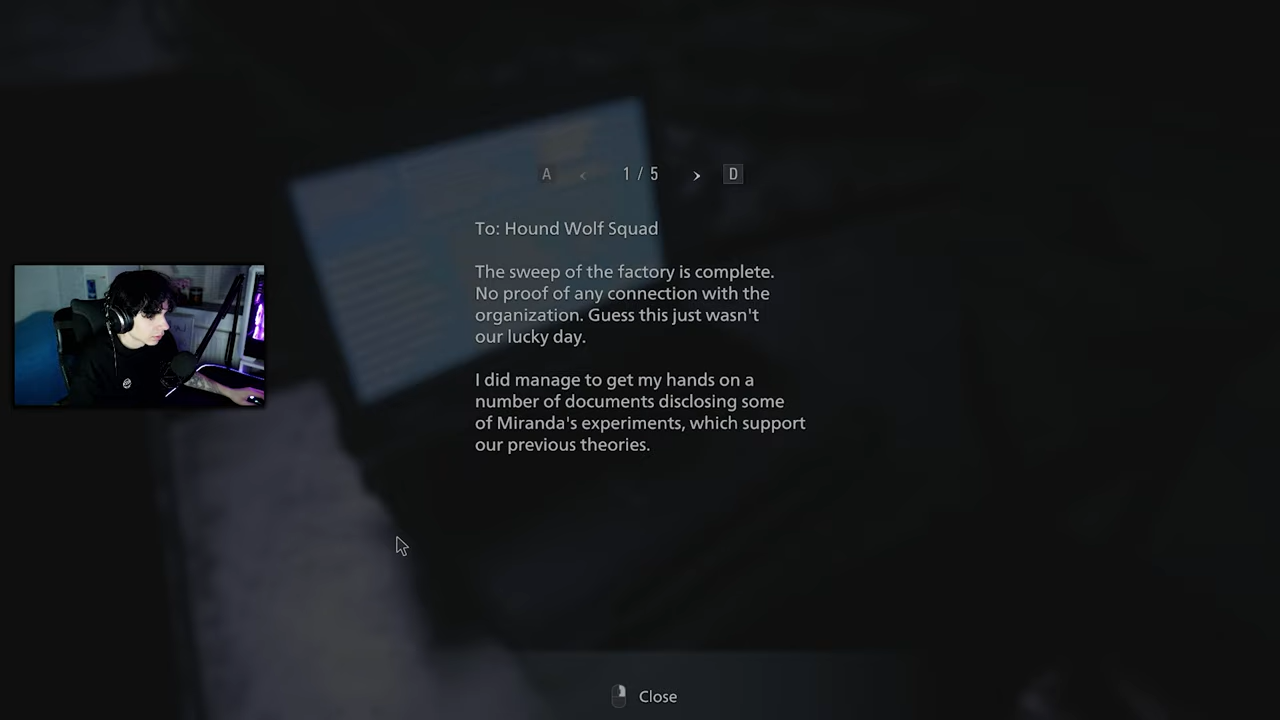 A < 1 / 5 > D
To: Hound Wolf Squad
The sweep of the factory is complete.
No proof of any connection with the
organization. Guess this just wasn't
our lucky day.
I did manage to get my hands on a
number of documents disclosing some
of Miranda's experiments, which support
our previous theories.
Close